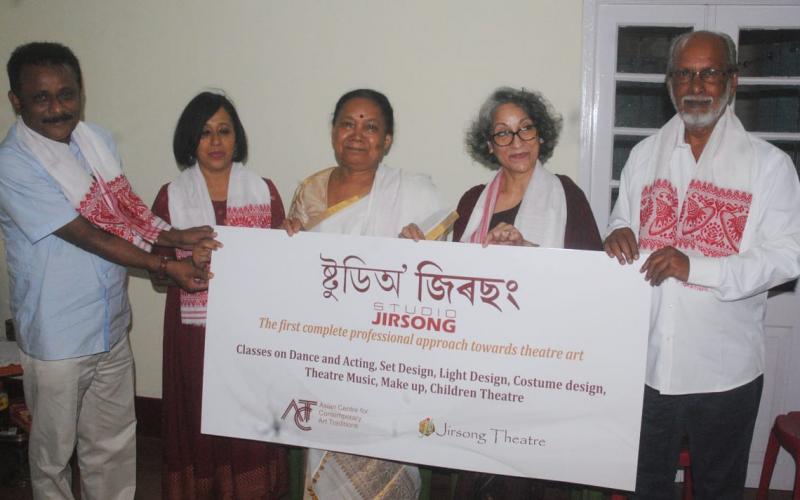 ষ্টুডিঅ' জিৰছং
STUDIO
JIRSONG
The first complete professional approach towards theatre art
Classes on Dance and Acting, Set Design, Light Design, Costume design,
Theatre Music, Make up, Children Theatre
ACT
Asian Centre for
Contemporary
Art Traditions
Jirsong Theatre